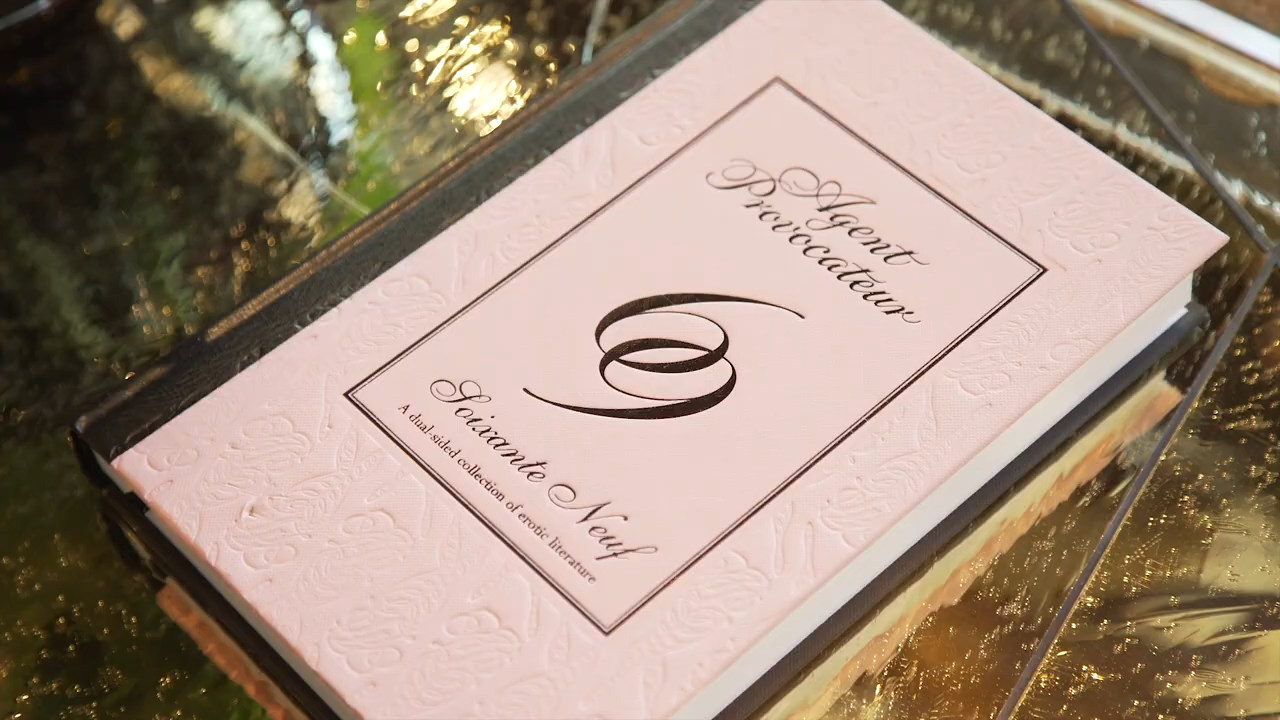 Agent
Provocateur
69
Soixante Neuf
A dual-sided collection of erotic literature